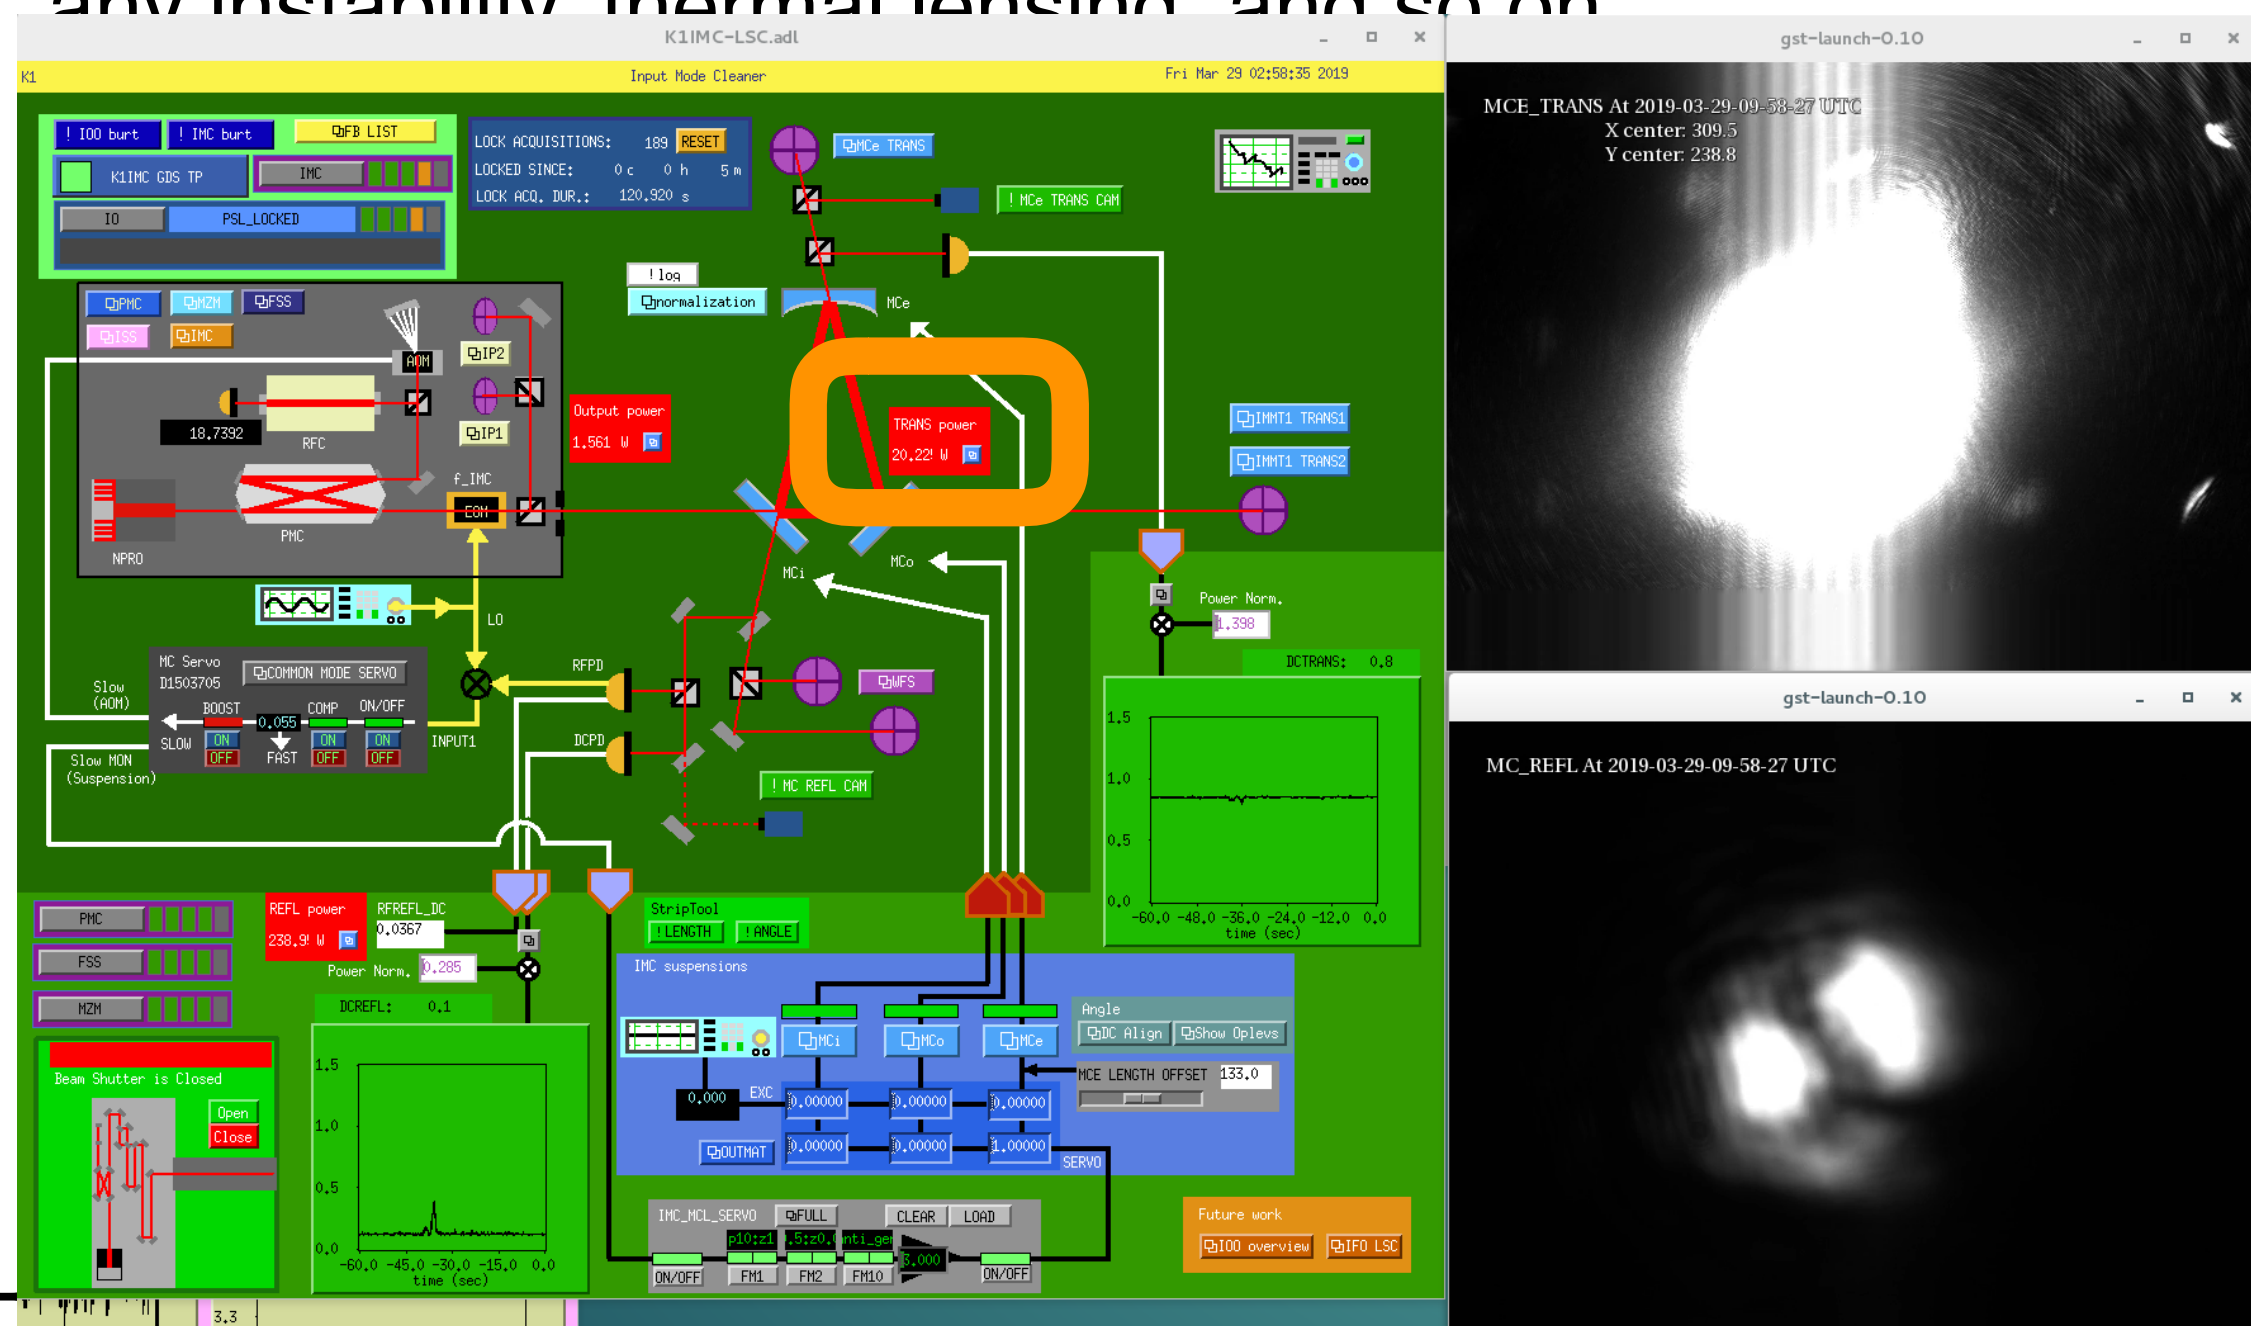 any instability, thermal lensing, and so on
K1IMC-LSC.adl
K1
Input Mode Cleaner
Fri Mar 29 02:58:35 2019
! IOO burt
! IMC burt
FB LIST
K1IMC GDS TP
IMC
IO
PSL_LOCKED
LOCK ACQUISITIONS: 189 RESET
LOCKED SINCE: 0 c 0 h 5 m
LOCK ACQ. DUR.: 120.920 s
MCe TRANS
! MCe TRANS CAM
! log
normalization
MCe
PMC
MZM
FSS
ISS
IMC
AOM
IP2
18.7392
RFC
IP1
Output power
1.561 W
TRANS power
20.22! W
IMMT1 TRANS1
IMMT1 TRANS2
f_IMC
EOM
PMC
NPRO
MCi
MCo
LO
Power Norm.
1.398
DCTRANS: 0.8
MC Servo
D1503705
COMMON MODE SERVO
Slow
(AOM)
BOOST
0.055
COMP
ON/OFF
SLOW
ON
OFF
FAST
ON
OFF
ON
OFF
INPUT1
Slow MON
(Suspension)
RFPD
DCPD
WFS
! MC REFL CAM
1.5
1.0
0.5
0.0
-60.0 -48.0 -36.0 -24.0 -12.0 0.0
time (sec)
PMC
FSS
MZM
REFL power
238.9! W
RFREFL_DC
0.0367
Power Norm.
0.285
DCREFL: 0.1
StripTool
! LENGTH
! ANGLE
IMC suspensions
MCi
MCo
MCe
Angle
DC Align
Show Oplevs
MCE LENGTH OFFSET 133.0
0.000
EXC
0.00000
0.00000
0.00000
OUTMAT
0.00000
0.00000
1.00000
SERVO
Beam Shutter is Closed
Open
Close
1.5
1.0
0.5
0.0
-60.0 -45.0 -30.0 -15.0 0.0
time (sec)
IMC_MCL_SERVO
FULL
CLEAR
LOAD
p10:z1
.5:z0.
nti_ge
3.000
ON/OFF
FM1
FM2
FM10
ON/OFF
Future work
IOO overview
IFO LSC
3.3
gst-launch-0.10
MCE_TRANS At 2019-03-29-09-58-27 UTC
X center: 309.5
Y center: 238.8
gst-launch-0.10
MC_REFL At 2019-03-29-09-58-27 UTC